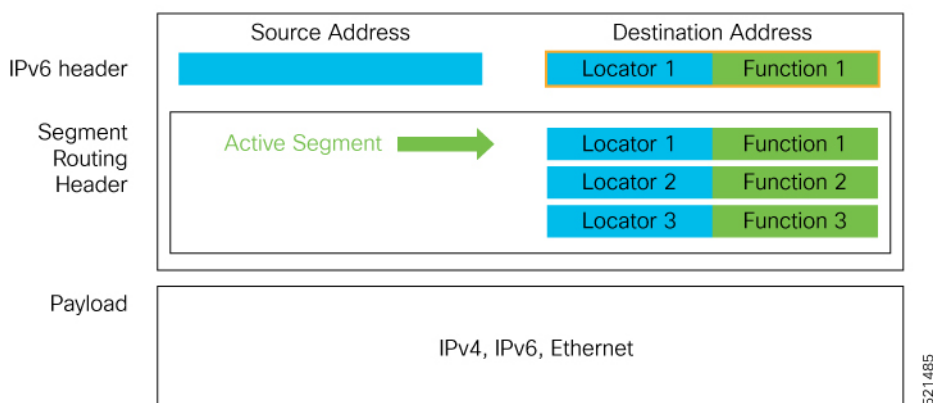 Source Address
Destination Address
IPv6 header
Locator 1
Function 1
Segment
Routing
Header
Active Segment
Locator 1
Function 1
Locator 2
Function 2
Locator 3
Function 3
Payload
IPv4, IPv6, Ethernet
521485